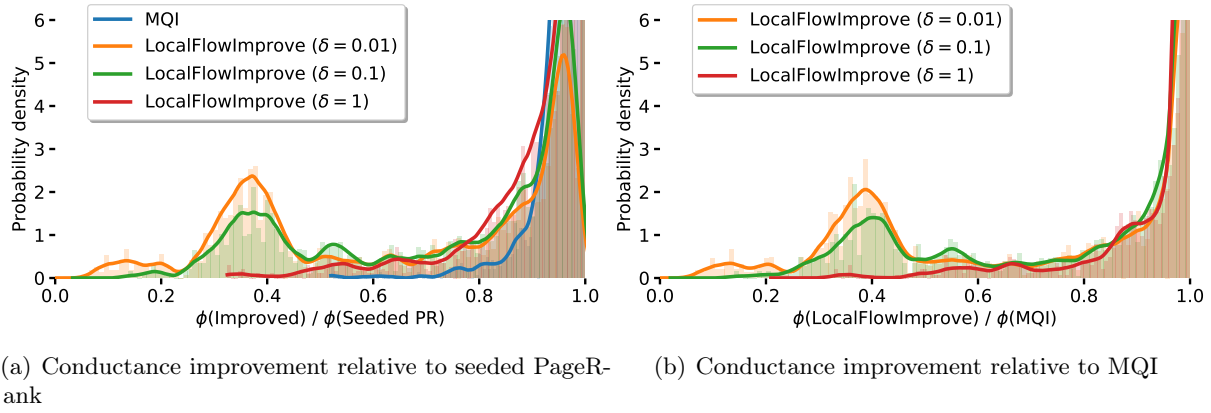 MQI
LocalFlowImprove (δ = 0.01)
LocalFlowImprove (δ = 0.1)
LocalFlowImprove (δ = 1)
Probability density
6
5
4
3
2
1
0
0.0 0.2 0.4 0.6 0.8 1.0
ϕ(Improved) / ϕ(Seeded PR)
(a) Conductance improvement relative to seeded PageR-
ank
LocalFlowImprove (δ = 0.01)
LocalFlowImprove (δ = 0.1)
LocalFlowImprove (δ = 1)
Probability density
6
5
4
3
2
1
0
0.0 0.2 0.4 0.6 0.8 1.0
ϕ(LocalFlowImprove) / ϕ(MQI)
(b) Conductance improvement relative to MQI